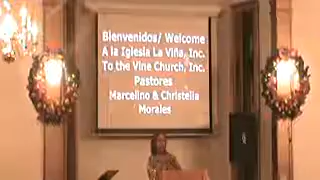 Bienvenidos/ Welcome
A la Iglesia La Viña, Inc.
To the Vine Church, Inc.
Pastores
Marcelino & Christella
Morales